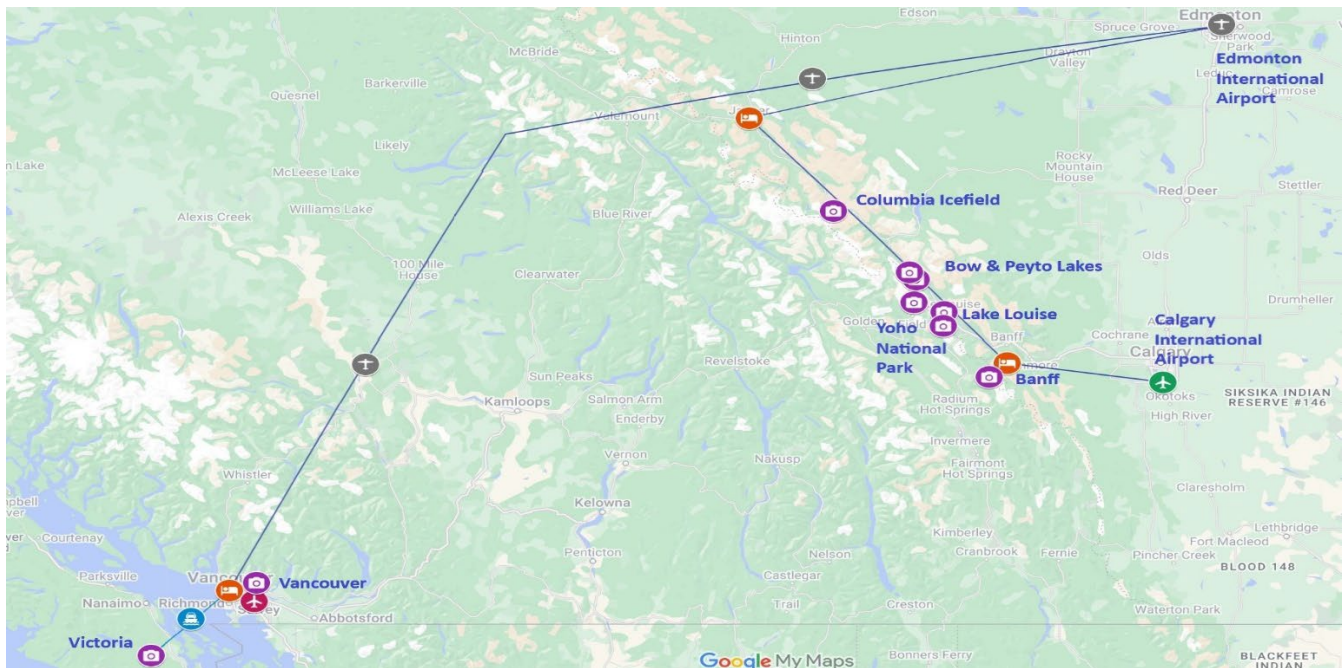 Edson
Spruce Grove
Edmonton
Sherwood
Park
Hinton
McBride
Drayton
Valley
Edmonton
International
Airport
Leduc
Camrose
Barkerville
Quesnel
Valemount
Likely
McLeese Lake
Rocky
Mountain
House
Red Deer
Stettler
Williams Lake
Alexis Creek
Blue River
Columbia Icefield
Olds
100 Mile
House
Clearwater
Bow & Peyto Lakes
Drumheller
Golden
Lake Louise
Yoho
National
Park
Banff
Cochrane
Calgary
International
Airport
Calgary
Revelstoke
Sun Peaks
Banff
Kamloops
Salmon Arm
Enderby
Radium
Hot Springs
Okotoks
High River
SIKSIKA INDIAN
RESERVE #146
Invermere
Vernon
Nakusp
Fairmont
Hot Springs
Whistler
Kelowna
Claresholm
Kimberley
Lethbridge
Fort Macleod
Courtenay
Penticton
Nelson
Cranbrook
Fernie
Pincher Creek
BLOOD 148
Parksville
Vancouver
Castlegar
Nanaimo
Richmond
Abbotsford
Trail
Creston
Waterton Park
Victoria
Google My Maps
Bonners Ferry
BLACKFEET
INDIAN